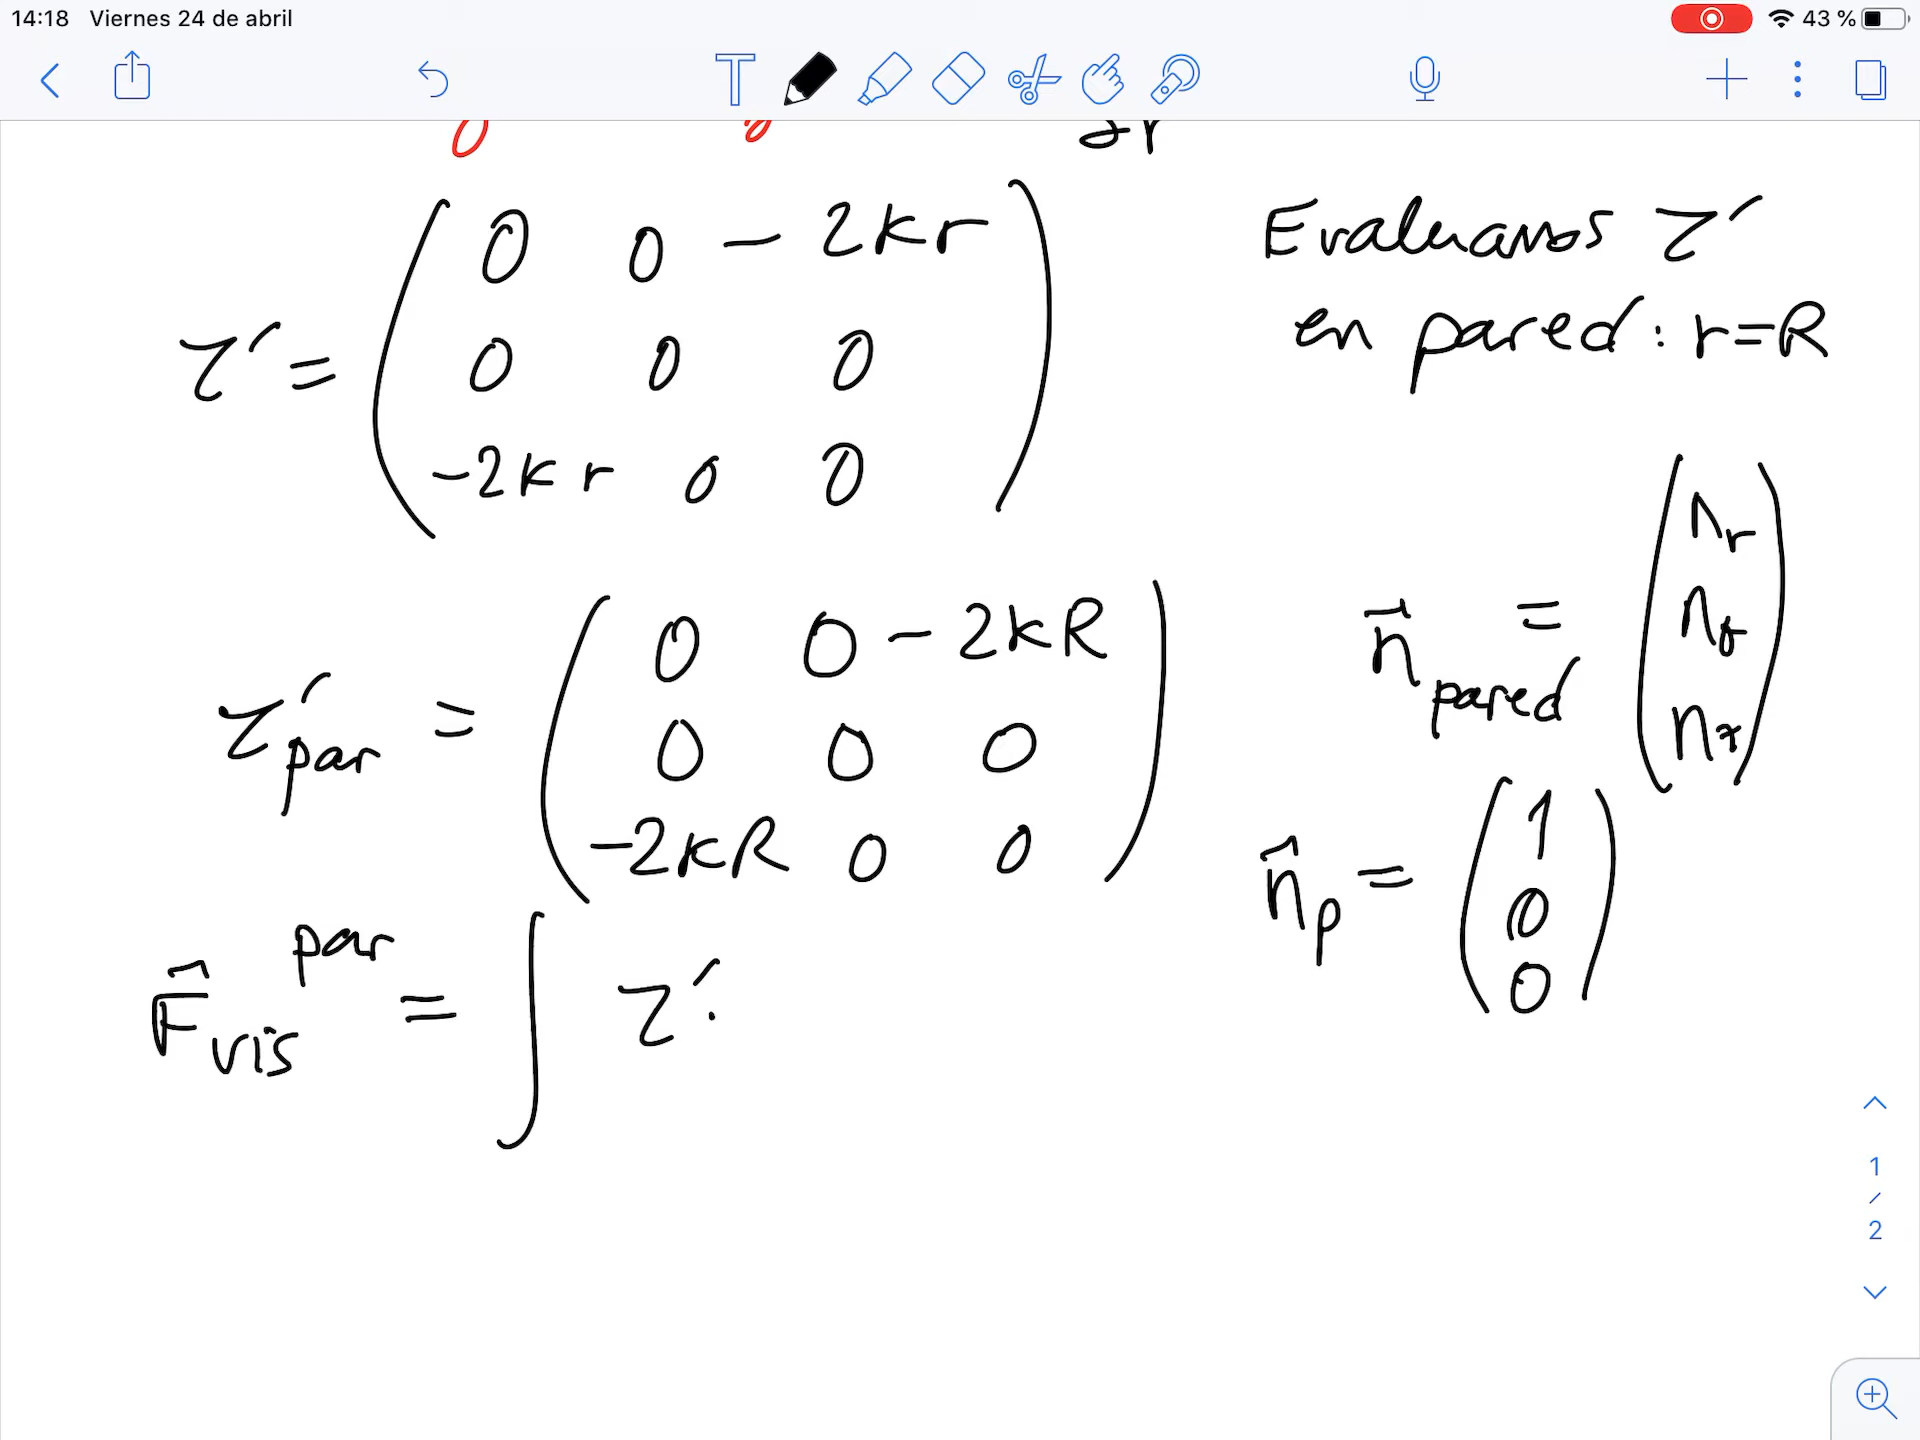 14:18 Viernes 24 de abril 43 %
T
τ′ = ( 0 0 - 2kr
0 0 0
-2kr 0 0 )
Evaluamos τ′
en pared: r=R
τ′par = ( 0 0 - 2kR
0 0 0
-2kR 0 0 )
n⃗ pared = ( nr
nθ
nz )
n̂p = ( 1
0
0 )
F̂ vis par = ∫ τ′·
1
/
2